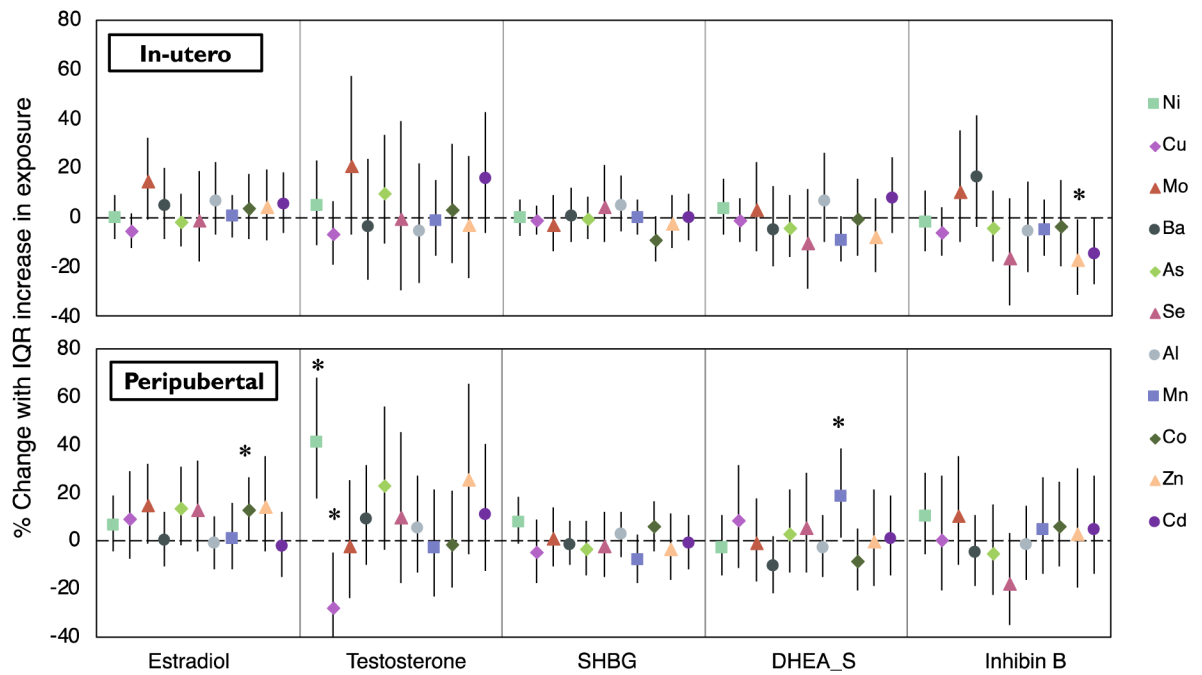 % Change with IQR increase in exposure
80
60
40
20
0
-20
-40
In-utero
*
80
60
40
20
0
-20
-40
Peripubertal
*
*
*
*
Estradiol
Testosterone
SHBG
DHEA_S
Inhibin B
Ni
Cu
Mo
Ba
As
Se
Al
Mn
Co
Zn
Cd